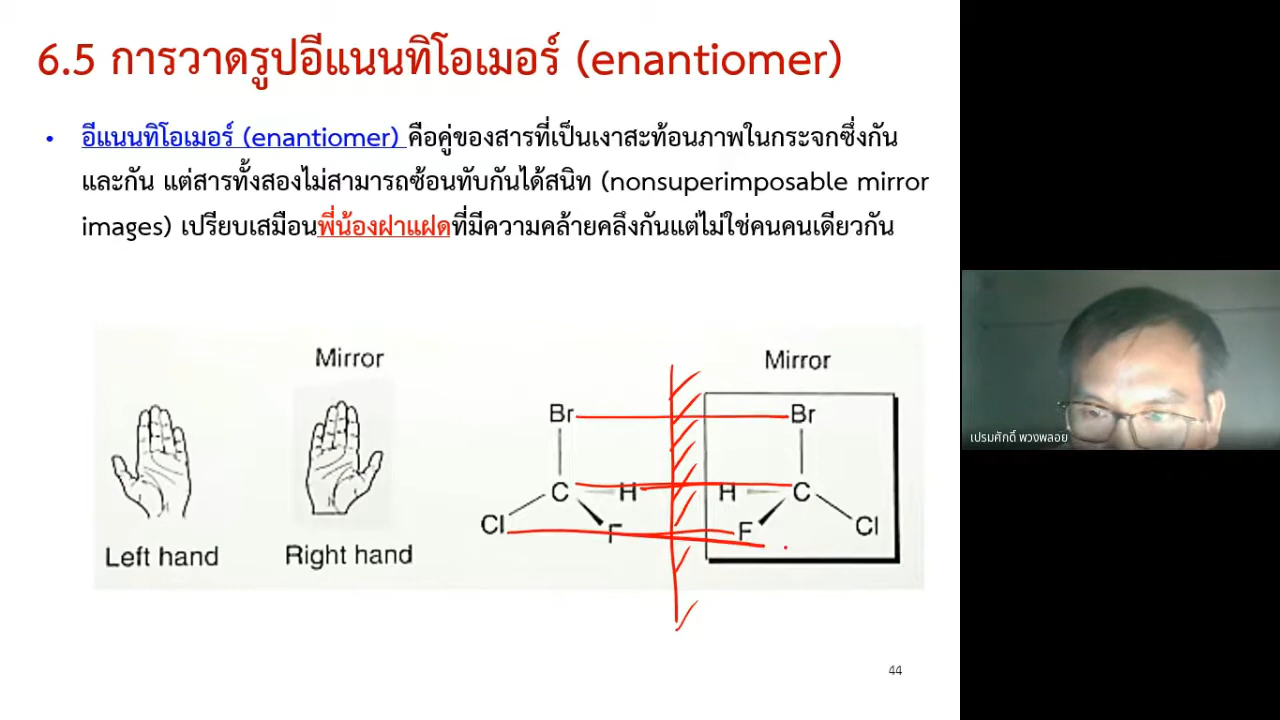 6.5 การวาดรูปอีแนนทิโอเมอร์ (enantiomer)
• อีแนนทิโอเมอร์ (enantiomer) คือคู่ของสารที่เป็นเงาสะท้อนภาพในกระจกซึ่งกัน
และกัน แต่สารทั้งสองไม่สามารถซ้อนทับกันได้สนิท (nonsuperimposable mirror
images) เปรียบเสมือนพี่น้องฝาแฝดที่มีความคล้ายคลึงกันแต่ไม่ใช่คนคนเดียวกัน
Mirror
Left hand
Right hand
Br
C
H
Cl
F
Mirror
Br
H
C
F
Cl
44
เปรมศักดิ์ พวงพลอย